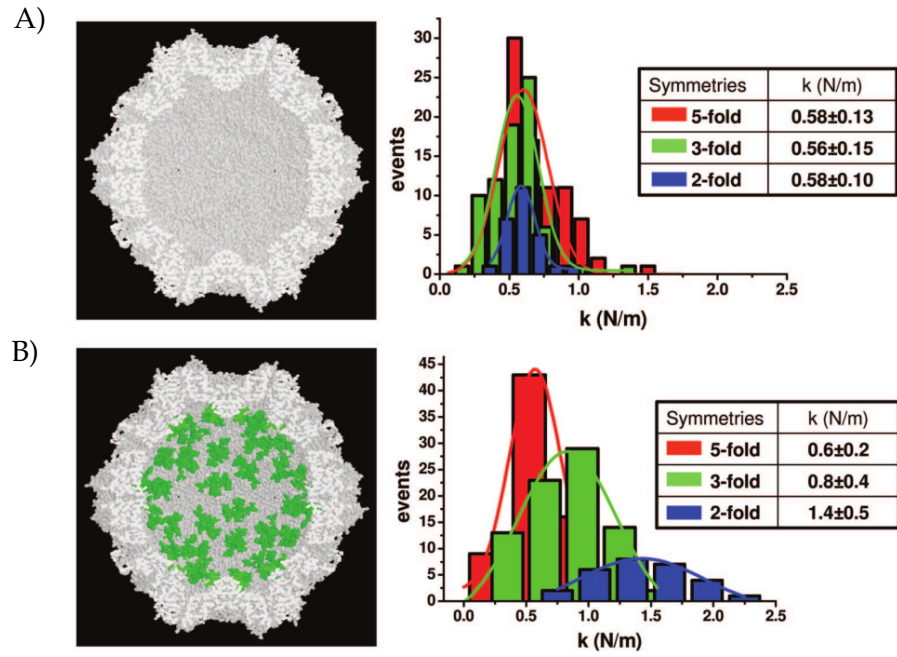 A)
30
25
20
15
10
5
0
events
0.0 0.5 1.0 1.5 2.0 2.5
k (N/m)
Symmetries k (N/m)
5-fold 0.58±0.13
3-fold 0.56±0.15
2-fold 0.58±0.10
B)
45
40
35
30
25
20
15
10
5
0
events
0.0 0.5 1.0 1.5 2.0 2.5
k (N/m)
Symmetries k (N/m)
5-fold 0.6±0.2
3-fold 0.8±0.4
2-fold 1.4±0.5